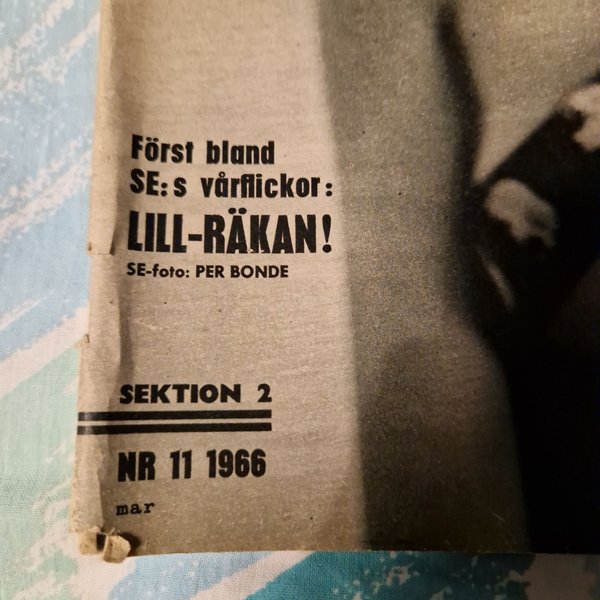 Först bland
SE:s vårflickor:
LILL-RÄKAN!
SE-foto: PER BONDE
SEKTION 2
NR 11 1966
mar